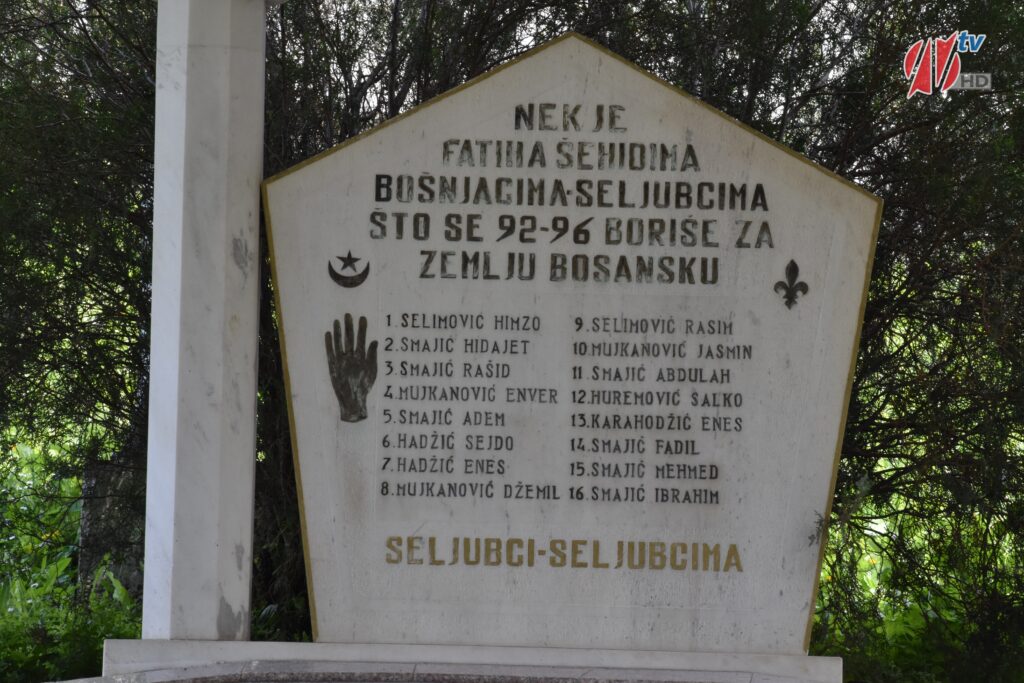 NEK JE
FATIHA ŠEHIDIMA
BOŠNJACIMA-SELJUBCIMA
ŠTO SE 92-96 BORIŠE ZA
ZEMLJU BOSANSKU
1. SELIMOVIĆ HIMZO
2. SMAJIĆ HIDAJET
3. SMAJIĆ RAŠID
4. MUJKANOVIĆ ENVER
5. SMAJIĆ ADEM
6. HADŽIĆ SEJDO
7. HADŽIĆ ENES
8. MUJKANOVIĆ DŽEMIL
9. SELIMOVIĆ RASIM
10. MUJKANOVIĆ JASMIN
11. SMAJIĆ ABDULAH
12. HUREMOVIĆ SALKO
13. KARAHODŽIĆ ENES
14. SMAJIĆ FADIL
15. SMAJIĆ MEHMED
16. SMAJIĆ IBRAHIM
SELJUBCI-SELJUBCIMA
tv
HD